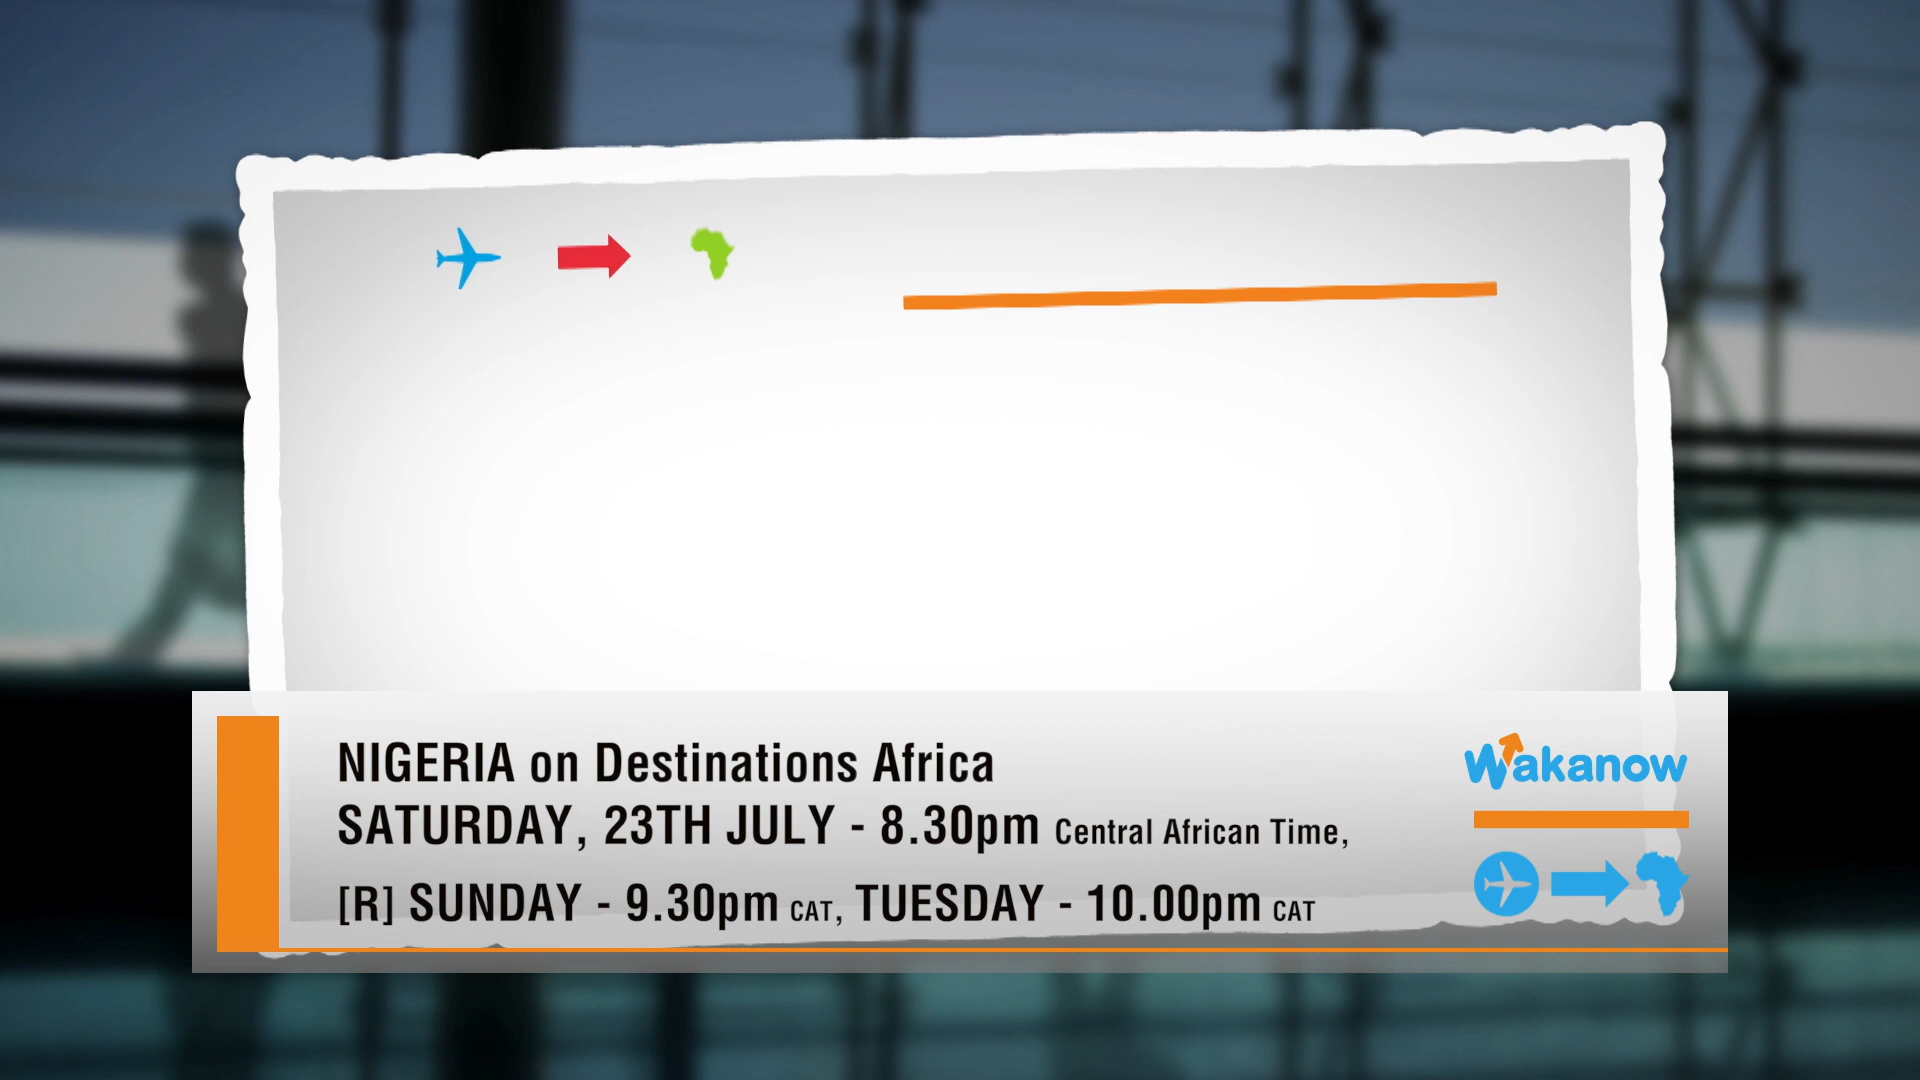 NIGERIA on Destinations Africa
SATURDAY, 23TH JULY - 8.30pm Central African Time,
[R] SUNDAY - 9.30pm CAT, TUESDAY - 10.00pm CAT
Wakanow